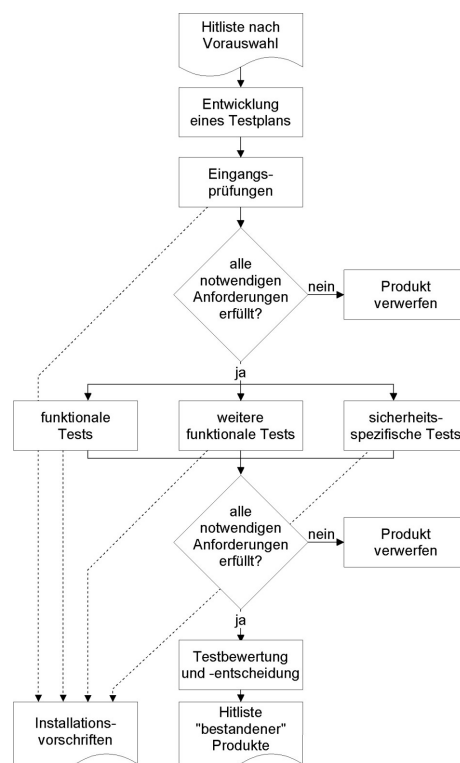 Hitliste nach
Vorauswahl
Entwicklung
eines Testplans
Eingangs-
prüfungen
alle
notwendigen
Anforderungen
erfüllt?
nein
Produkt
verwerfen
ja
funktionale
Tests
weitere
funktionale Tests
sicherheits-
spezifische Tests
alle
notwendigen
Anforderungen
erfüllt?
nein
Produkt
verwerfen
ja
Testbewertung
und -entscheidung
Installations-
vorschriften
Hitliste
"bestandener"
Produkte